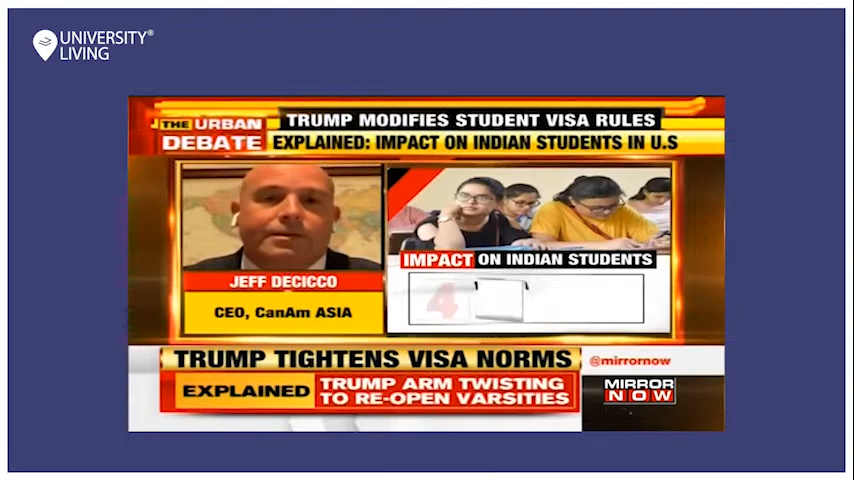 UNIVERSITY®
LIVING
THE URBAN
DEBATE
TRUMP MODIFIES STUDENT VISA RULES
EXPLAINED: IMPACT ON INDIAN STUDENTS IN U.S
JEFF DECICCO
CEO, CanAm ASIA
IMPACT ON INDIAN STUDENTS
4
TRUMP TIGHTENS VISA NORMS
@mirrornow
EXPLAINED
TRUMP ARM TWISTING
TO RE-OPEN VARSITIES
MIRROR
NOW